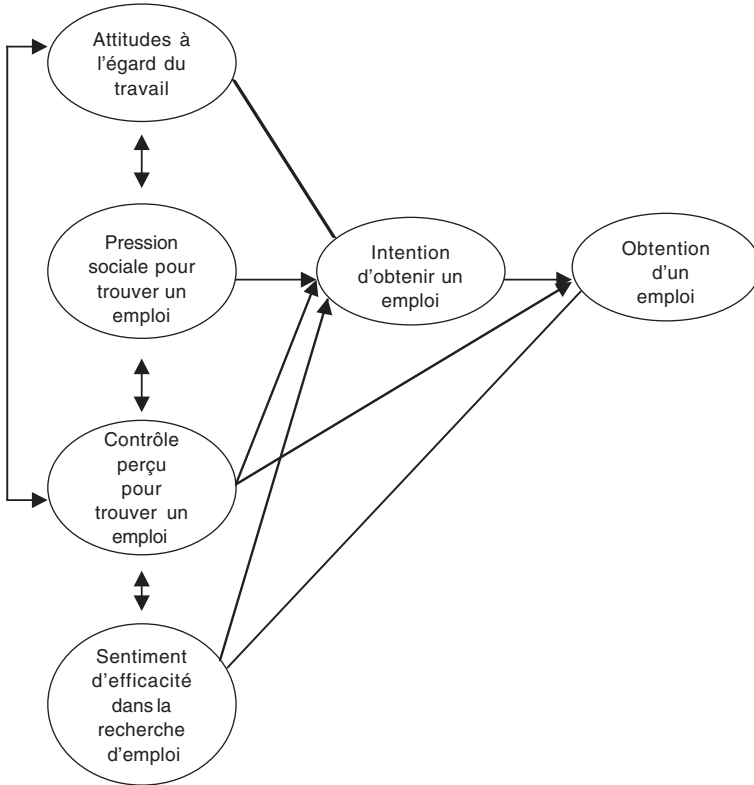 Attitudes à
l'égard du
travail
Pression
sociale pour
trouver un
emploi
Intention
d'obtenir un
emploi
Obtention
d'un
emploi
Contrôle
perçu
pour
trouver un
emploi
Sentiment
d'efficacité
dans la
recherche
d'emploi